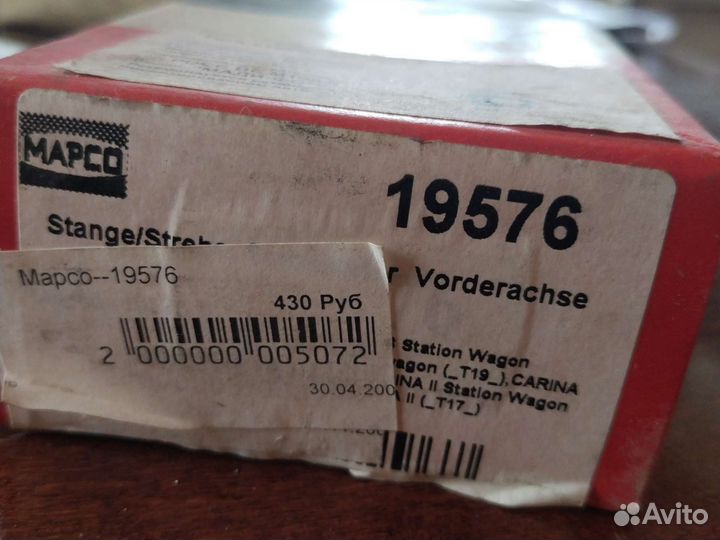 MAPCO
19576
Stange/Strebe
r Vorderachse
Mapco--19576
430 Руб
2 000000 005072
30.04.200
Station Wagon
agon (_T19_), CARINA
INA II Station Wagon
A II (_T17_)
Avito